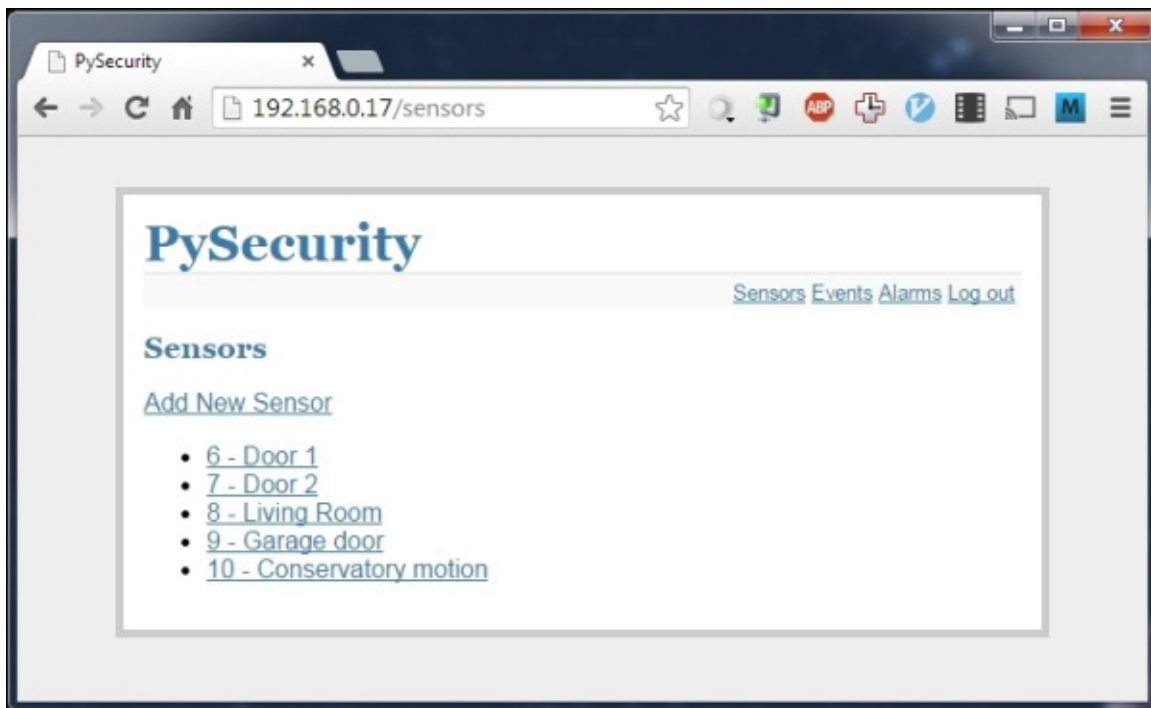 PySecurity
192.168.0.17/sensors
ABP
M
PySecurity
Sensors Events Alarms Log out
Sensors
Add New Sensor
6 - Door 1
7 - Door 2
8 - Living Room
9 - Garage door
10 - Conservatory motion